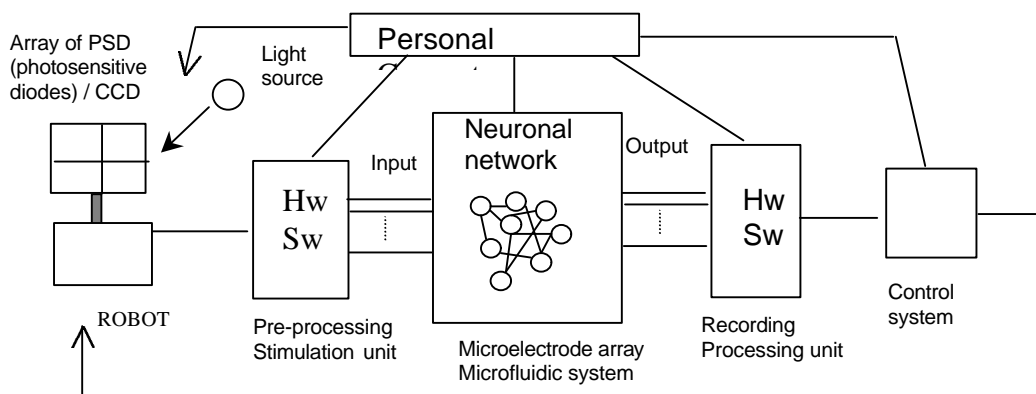 Array of PSD
(photosensitive
diodes) / CCD
Light
source
Personal
Input
Neuronal
network
Output
Hw
Sw
Hw
Sw
ROBOT
Pre-processing
Stimulation unit
Microelectrode array
Microfluidic system
Recording
Processing unit
Control
system